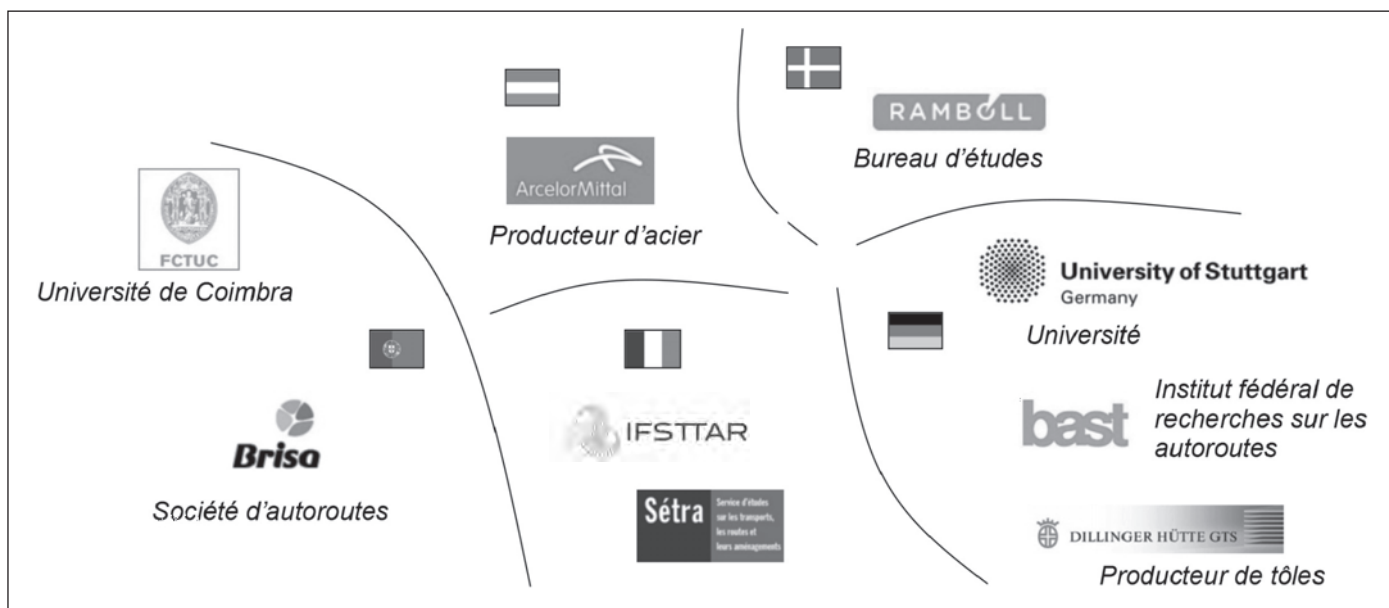 RAMBOLL
Bureau d'études
ArcelorMittal
Producteur d'acier
FCTUC
Université de Coimbra
University of Stuttgart
Germany
Université
Institut fédéral de
recherches sur les
autoroutes
bast
IFSTTAR
Brisa
Société d'autoroutes
Sétra
Service d'études
sur les transports,
les routes et
leurs aménagements
DILLINGER HÜTTE GTS
Producteur de tôles